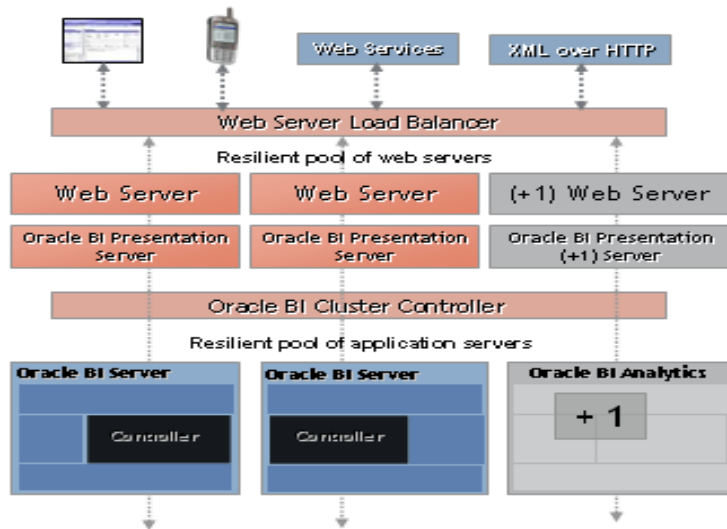 Web Services
XML over HTTP
Web Server Load Balancer
Resilient pool of web servers
Web Server
Web Server
(+1) Web Server
Oracle BI Presentation
Server
Oracle BI Presentation
Server
Oracle BI Presentation
(+1) Server
Oracle BI Cluster Controller
Resilient pool of application servers
Oracle BI Server
Oracle BI Server
Oracle BI Analytics
Controller
Controller
+ 1